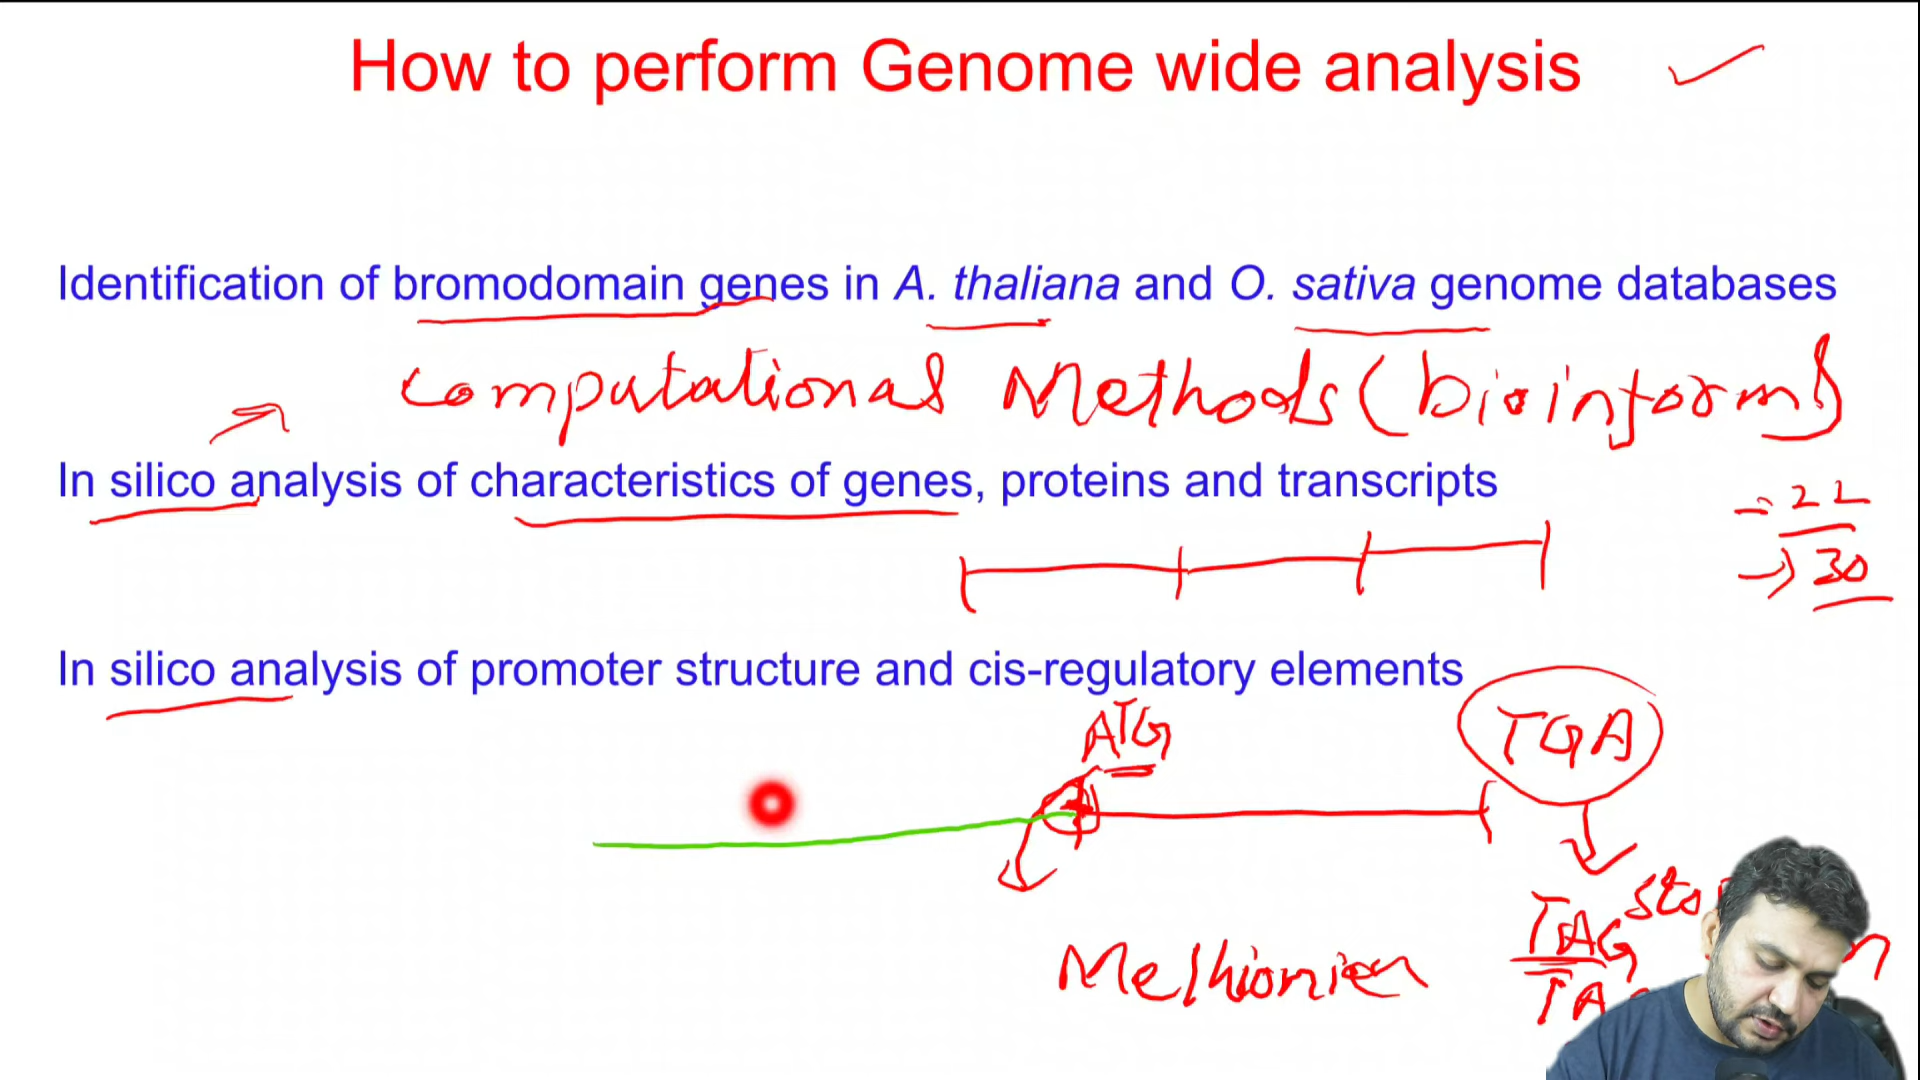 How to perform Genome wide analysis
Identification of bromodomain genes in A. thaliana and O. sativa genome databases
Computational Methods (bioinform)
In silico analysis of characteristics of genes, proteins and transcripts
22
30
In silico analysis of promoter structure and cis-regulatory elements
ATG
TGA
TAG
Methionien
TA